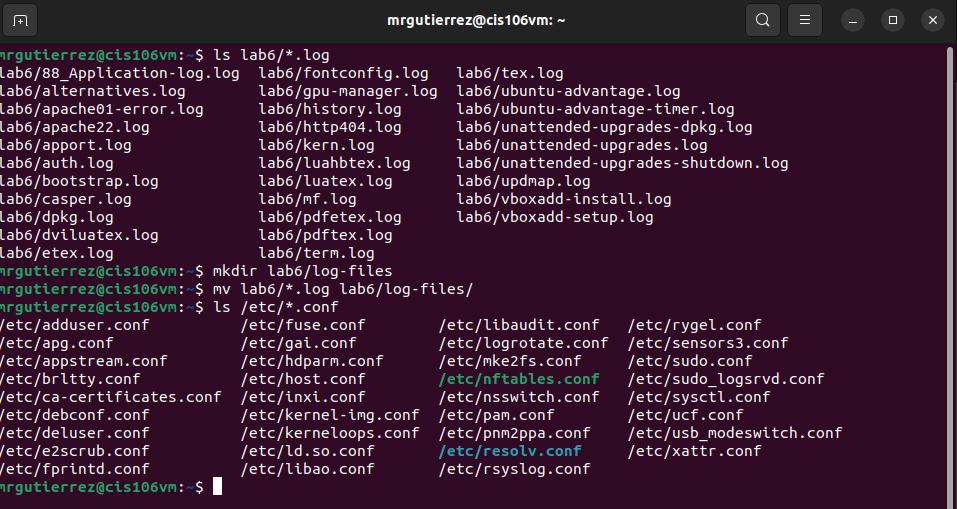 mrgutierrez@cis106vm: ~
mrgutierrez@cis106vm:~$ ls lab6/*.log
lab6/88_Application-log.log  lab6/fontconfig.log   lab6/tex.log
lab6/alternatives.log        lab6/gpu-manager.log  lab6/ubuntu-advantage.log
lab6/apache01-error.log      lab6/history.log      lab6/ubuntu-advantage-timer.log
lab6/apache22.log            lab6/http404.log      lab6/unattended-upgrades-dpkg.log
lab6/apport.log              lab6/kern.log         lab6/unattended-upgrades.log
lab6/auth.log                lab6/luahbtex.log     lab6/unattended-upgrades-shutdown.log
lab6/bootstrap.log           lab6/luatex.log       lab6/updmap.log
lab6/casper.log              lab6/mf.log           lab6/vboxadd-install.log
lab6/dpkg.log                lab6/pdfetex.log      lab6/vboxadd-setup.log
lab6/dviluatex.log           lab6/pdftex.log
lab6/etex.log                lab6/term.log
mrgutierrez@cis106vm:~$ mkdir lab6/log-files
mrgutierrez@cis106vm:~$ mv lab6/*.log lab6/log-files/
mrgutierrez@cis106vm:~$ ls /etc/*.conf
/etc/adduser.conf          /etc/fuse.conf        /etc/libaudit.conf   /etc/rygel.conf
/etc/apg.conf              /etc/gai.conf         /etc/logrotate.conf  /etc/sensors3.conf
/etc/appstream.conf        /etc/hdparm.conf      /etc/mke2fs.conf     /etc/sudo.conf
/etc/brltty.conf           /etc/host.conf        /etc/nftables.conf   /etc/sudo_logsrvd.conf
/etc/ca-certificates.conf  /etc/inxi.conf        /etc/nsswitch.conf   /etc/sysctl.conf
/etc/debconf.conf          /etc/kernel-img.conf  /etc/pam.conf        /etc/ucf.conf
/etc/deluser.conf          /etc/kerneloops.conf  /etc/pnm2ppa.conf    /etc/usb_modeswitch.conf
/etc/e2scrub.conf          /etc/ld.so.conf       /etc/resolv.conf     /etc/xattr.conf
/etc/fprintd.conf          /etc/libao.conf       /etc/rsyslog.conf
mrgutierrez@cis106vm:~$